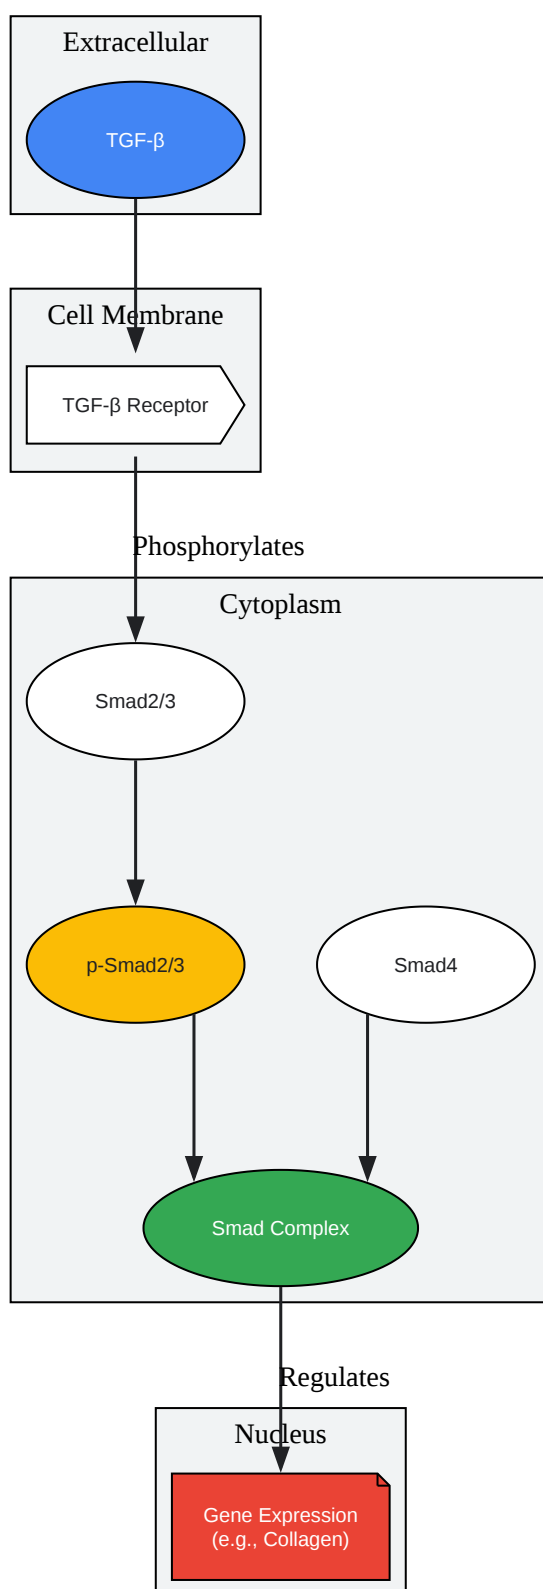 Extracellular
TGF-β
Cell Membrane
TGF-β Receptor
Phosphorylates
Cytoplasm
Smad2/3
p-Smad2/3
Smad4
Smad Complex
Regulates
Nucleus
Gene Expression
(e.g., Collagen)